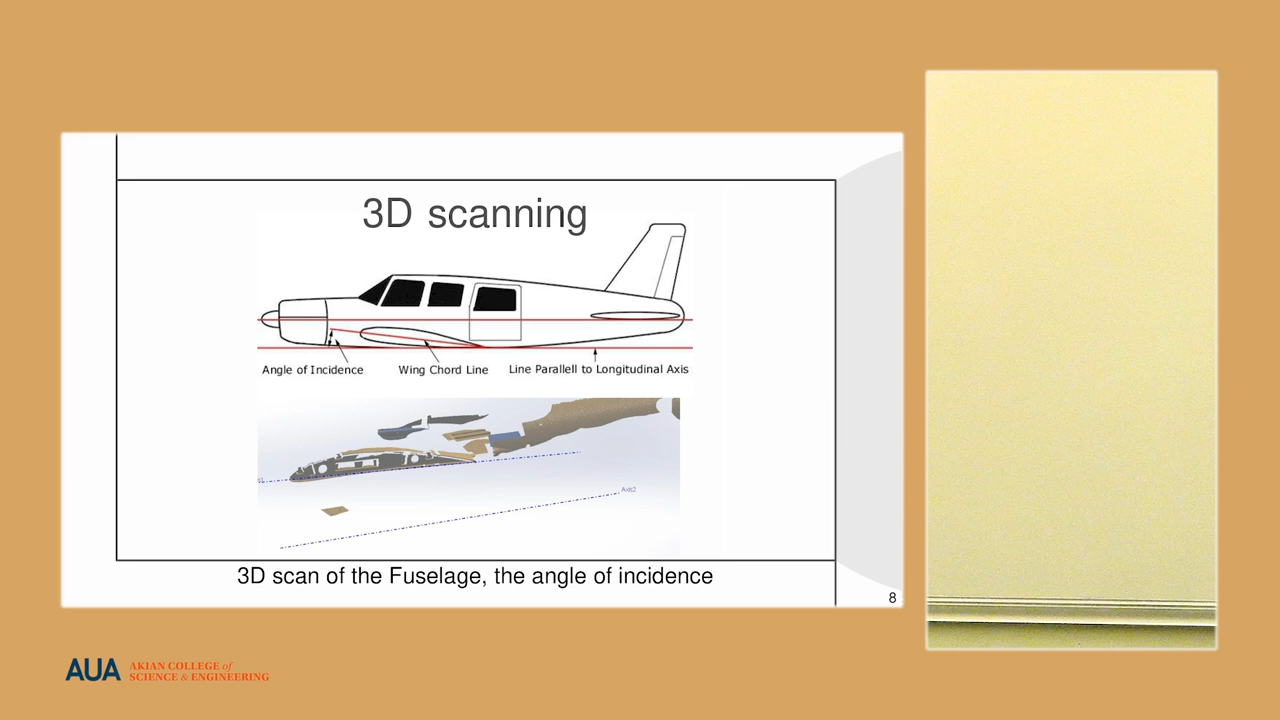 3D scanning
Angle of Incidence
Wing Chord Line
Line Parallell to Longitudinal Axis
Axis2
3D scan of the Fuselage, the angle of incidence
8
AUA
AKIAN COLLEGE of
SCIENCE & ENGINEERING